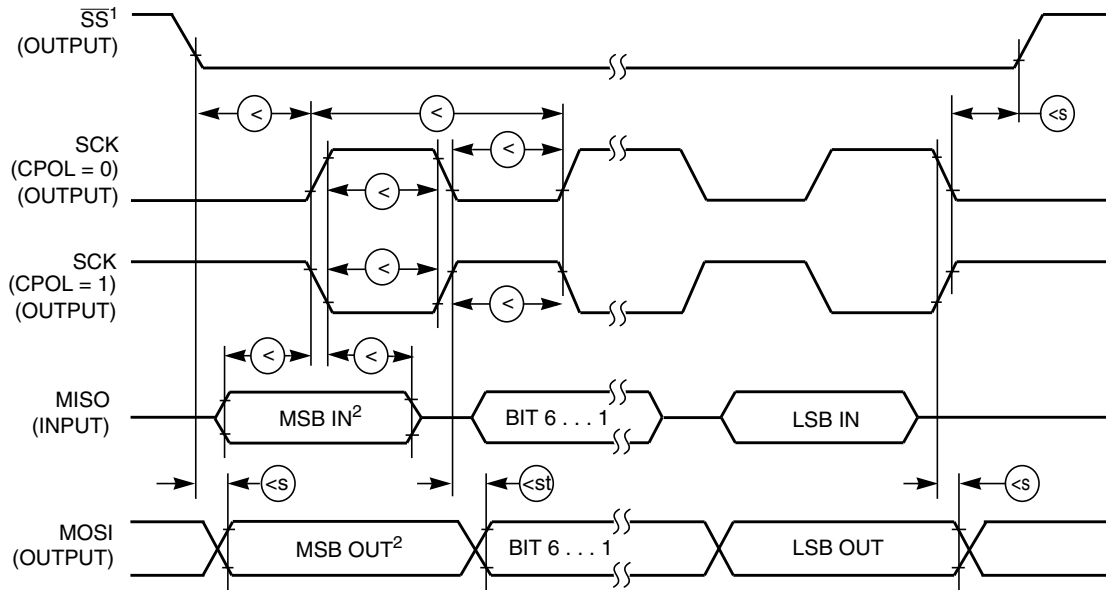 SS¹
(OUTPUT)
<
<
<s
SCK
(CPOL = 0)
(OUTPUT)
<
<
SCK
(CPOL = 1)
(OUTPUT)
<
<
<
<
MISO
(INPUT)
MSB IN²
BIT 6 . . . 1
LSB IN
<s
<st
<s
MOSI
(OUTPUT)
MSB OUT²
BIT 6 . . . 1
LSB OUT